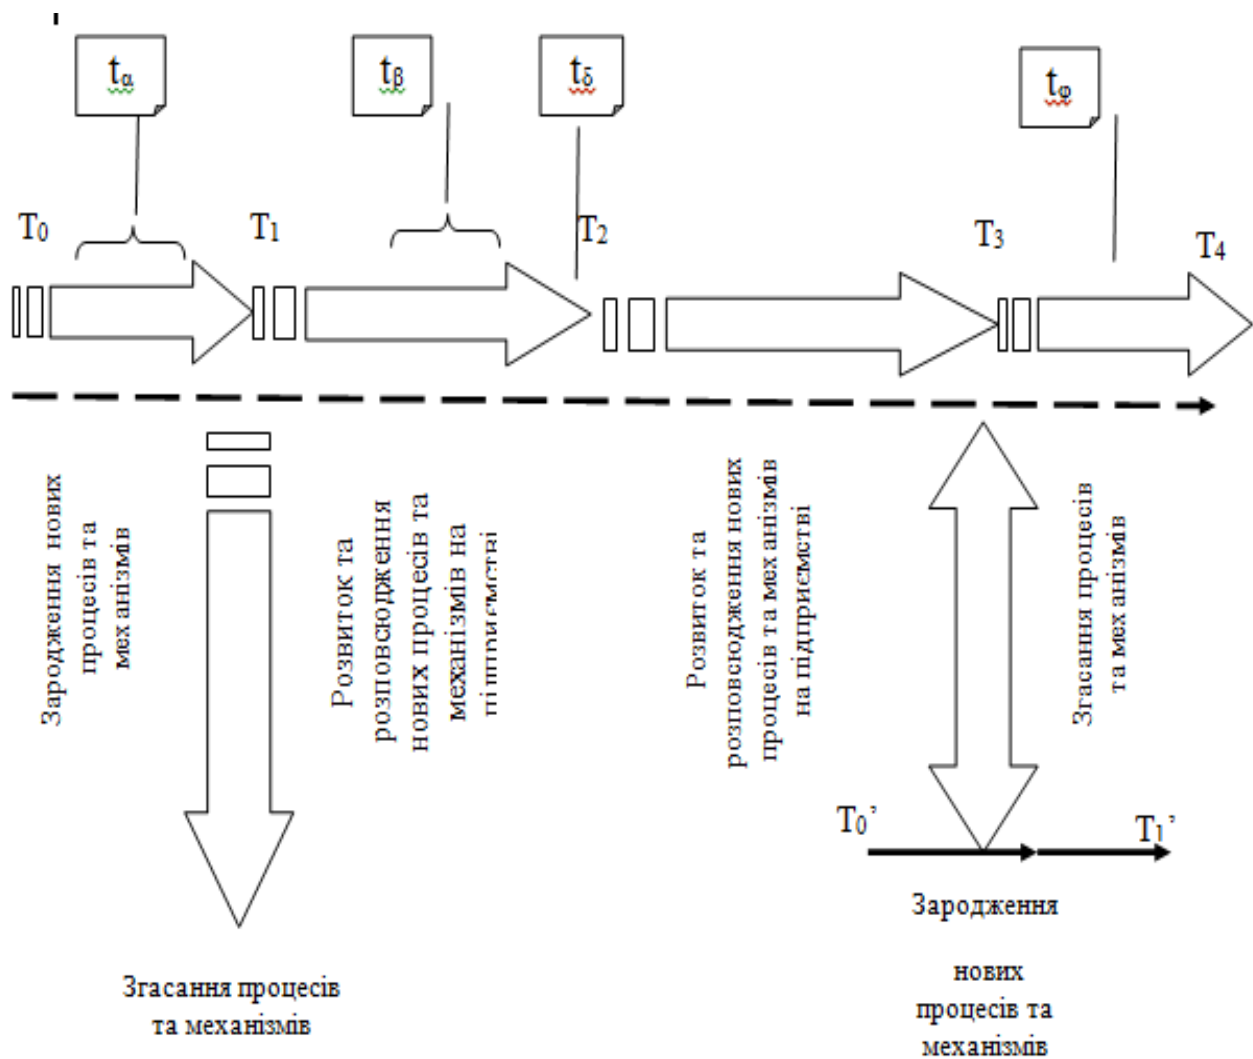 tα
tβ
tδ
tφ
T0
T1
T2
T3
T4
Зародження нових
процесів та
механізмів
Розвиток та
розповсюдження
нових процесів та
механізмів на
підприємстві
Розвиток та
розповсюдження нових
процесів та механізмів
на підприємстві
Згасання процесів
та механізмів
T0’
T1’
Згасання процесів
та механізмів
Зародження
нових
процесів та
механізмів